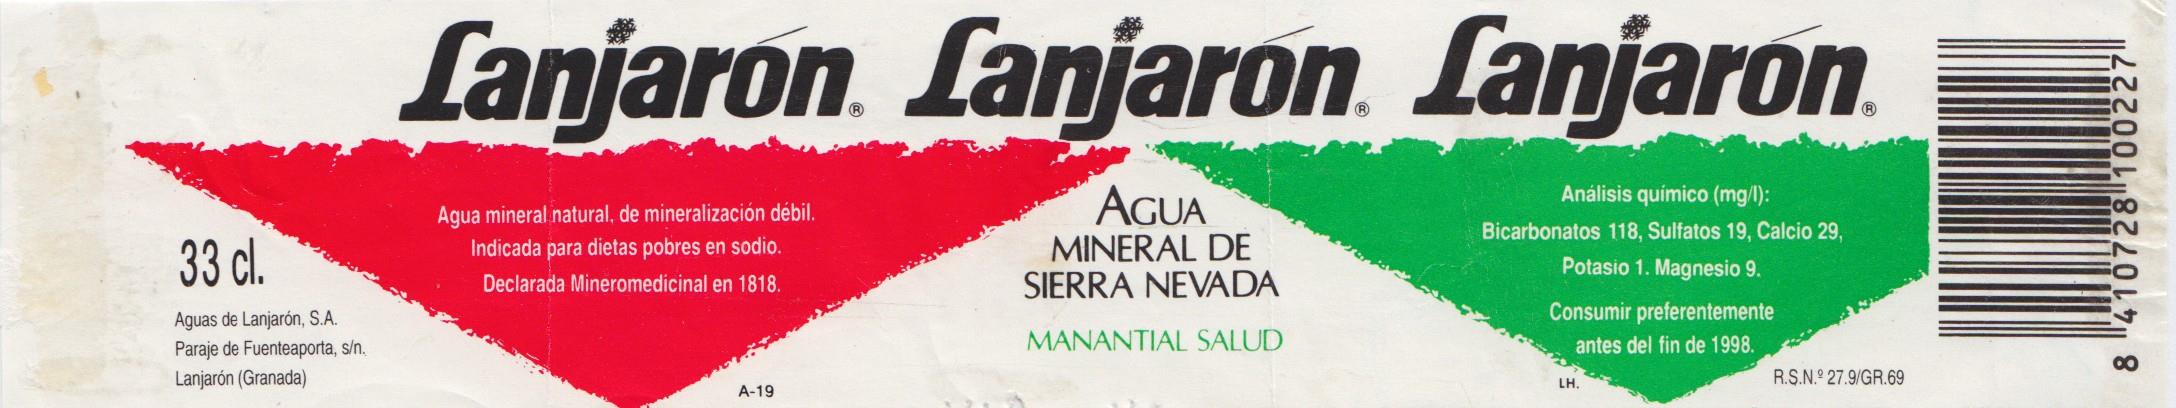 Lanjarón® Lanjarón® Lanjarón®
33 cl.
Aguas de Lanjarón, S.A.
Paraje de Fuenteaporta, s/n.
Lanjarón (Granada)
Agua mineral natural, de mineralización débil.
Indicada para dietas pobres en sodio.
Declarada Mineromedicinal en 1818.
A-19
AGUA
MINERAL DE
SIERRA NEVADA
MANANTIAL SALUD
Análisis químico (mg/l):
Bicarbonatos 118, Sulfatos 19, Calcio 29,
Potasio 1. Magnesio 9.
Consumir preferentemente
antes del fin de 1998.
LH.
R.S.N.º 27.9/GR.69
8 410728 100227